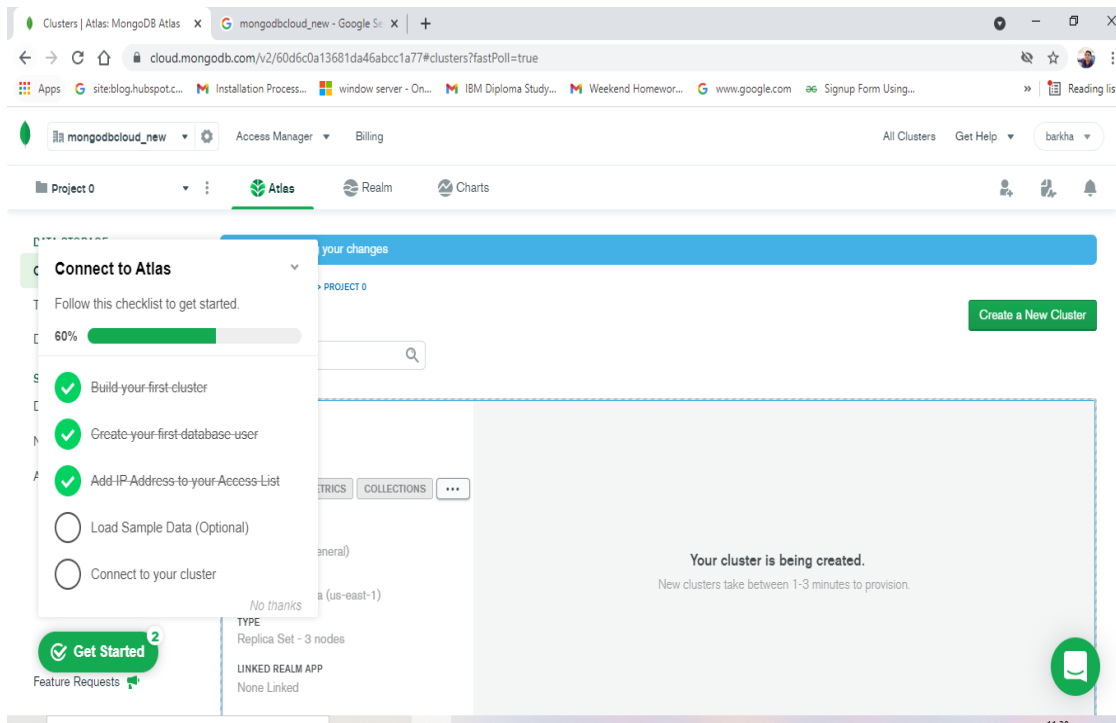 Clusters | Atlas: MongoDB Atlas
mongodbcloud_new - Google Se
cloud.mongodb.com/v2/60d6c0a13681da46abcc1a77#clusters?fastPoll=true
Apps site:blog.hubspot.c... Installation Process... window server - On... IBM Diploma Study... Weekend Homewor... www.google.com Signup Form Using... » Reading lis
mongodbcloud_new Access Manager Billing All Clusters Get Help barkha
Project 0 Atlas Realm Charts
your changes
> PROJECT 0
Create a New Cluster
Connect to Atlas
Follow this checklist to get started.
60%
Build your first cluster
Create your first database user
Add IP Address to your Access List
Load Sample Data (Optional)
Connect to your cluster
No thanks
ETRICS COLLECTIONS ...
eneral)
a (us-east-1)
TYPE
Replica Set - 3 nodes
LINKED REALM APP
None Linked
Your cluster is being created.
New clusters take between 1-3 minutes to provision.
Get Started 2
Feature Requests